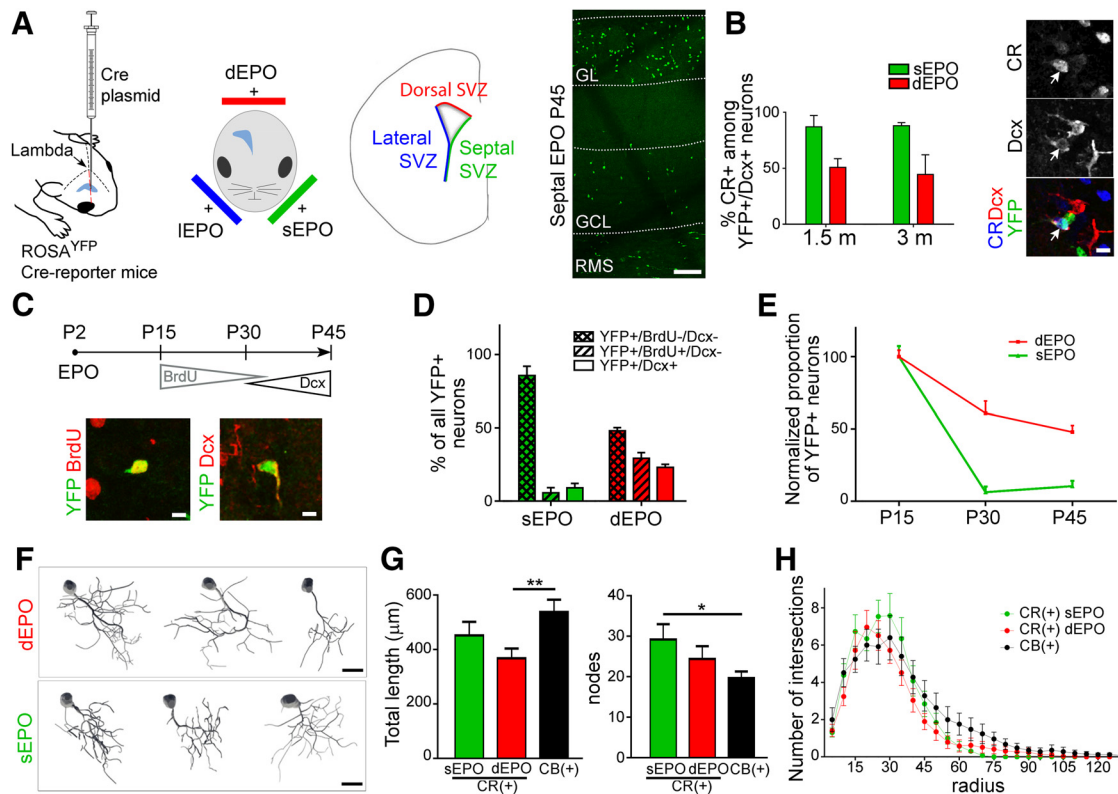 A
Cre
plasmid
Lambda
ROSAYFP
Cre-reporter mice
dEPO
+
+
lEPO
+
sEPO
Dorsal SVZ
Lateral
SVZ
Septal
SVZ
Septal EPO P45
GL
GCL
RMS
B
sEPO
dEPO
% CR+ among
YFP+/Dcx+ neurons
100
50
0
1.5 m
3 m
CR
Dcx
CRDcx
YFP
C
P2
P15
P30
P45
EPO
BrdU
Dcx
YFP BrdU
YFP Dcx
D
YFP+/BrdU-/Dcx-
YFP+/BrdU+/Dcx-
YFP+/Dcx+
% of all YFP+
neurons
100
50
0
sEPO
dEPO
E
dEPO
sEPO
Normalized proportion
of YFP+ neurons
100
50
0
P15
P30
P45
F
dEPO
sEPO
G
Total length (µm)
600
400
200
0
**
sEPO
dEPO
CB(+)
CR(+)
nodes
40
30
20
10
0
*
sEPO
dEPO
CB(+)
CR(+)
H
Number of intersections
8
6
4
2
0
CR(+) sEPO
CR(+) dEPO
CB(+)
15
30
45
60
75
90
105
120
radius